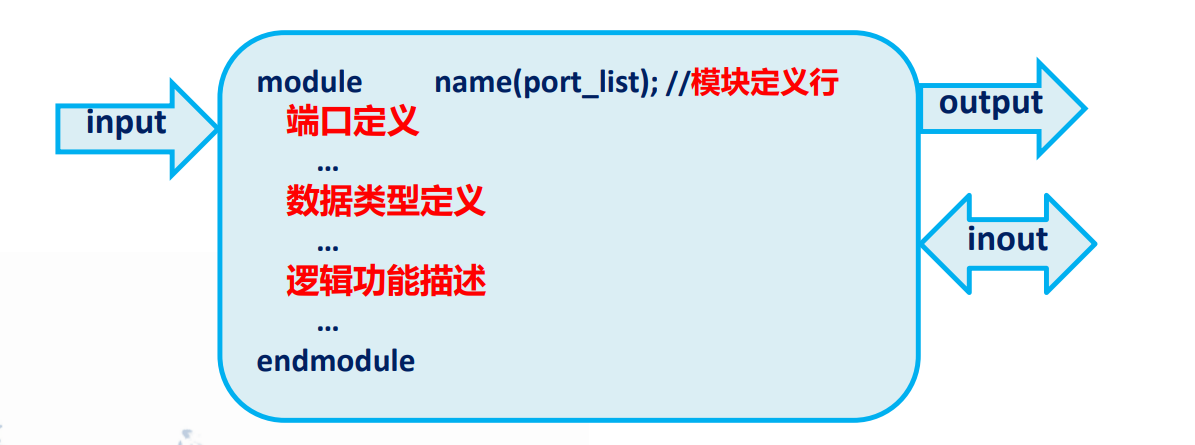 module name(port_list); //模块定义行
端口定义
...
数据类型定义
...
逻辑功能描述
...
endmodule
input
output
inout